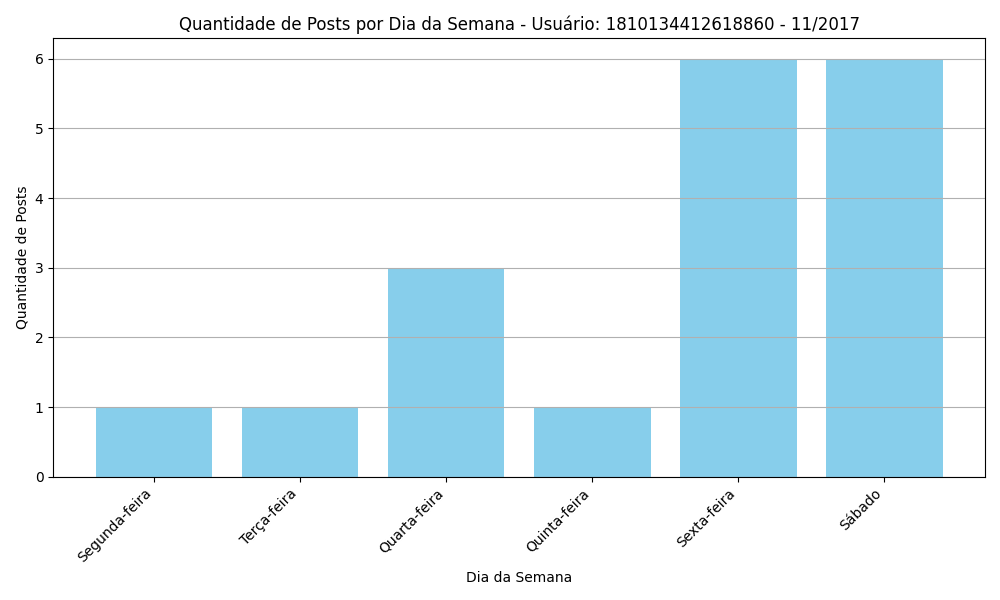 Quantidade de Posts por Dia da Semana - Usuário: 1810134412618860 - 11/2017
Quantidade de Posts
6
5
4
3
2
1
0
Segunda-feira
Terça-feira
Quarta-feira
Quinta-feira
Sexta-feira
Sábado
Dia da Semana